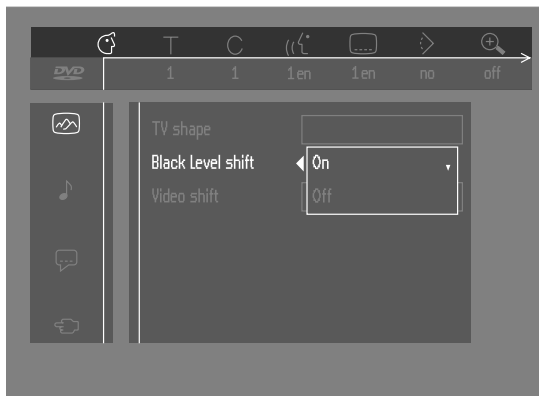 T C
DVD 1 1 1 en 1 en no off
TV shape
Black Level shift On
Video shift Off